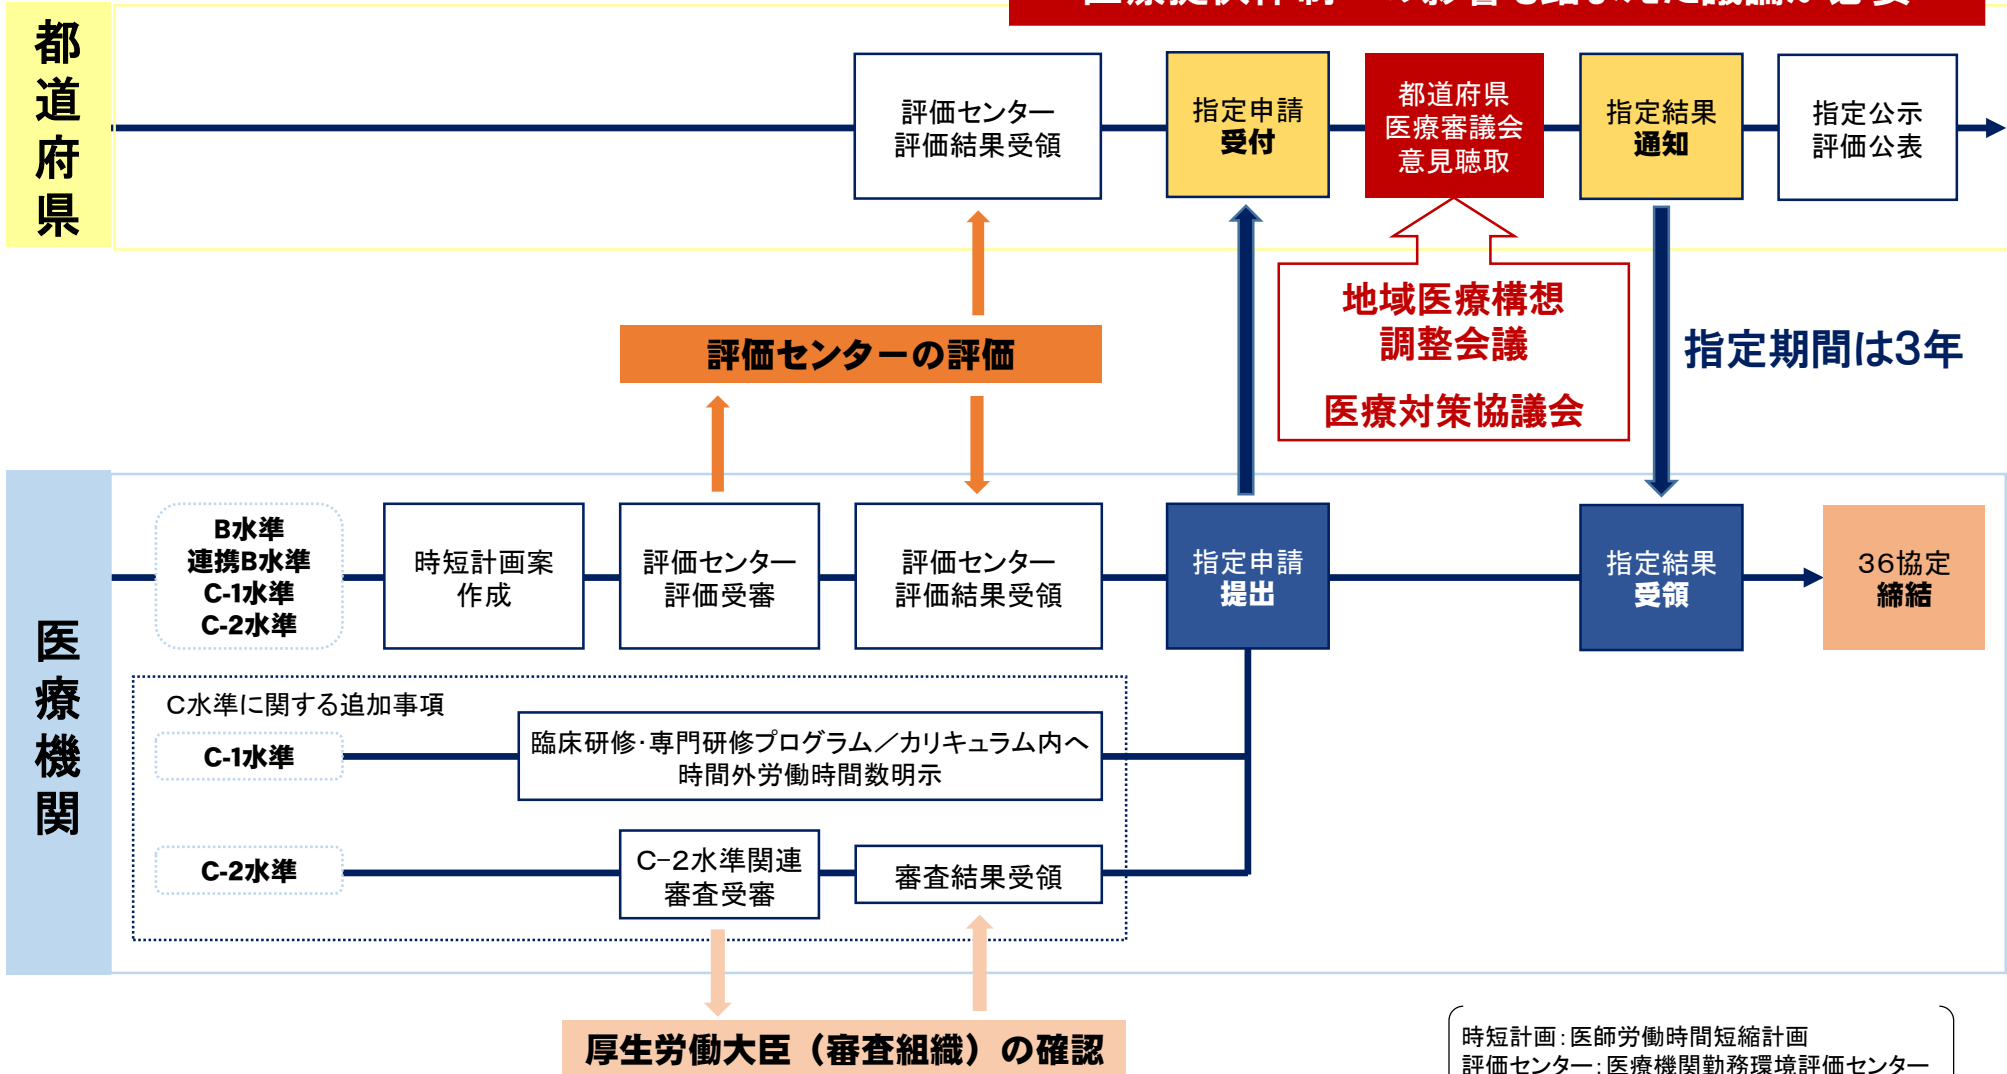 都道府県
評価センター
評価結果受領
指定申請
受付
都道府県
医療審議会
意見聴取
指定結果
通知
指定公示
評価公表
評価センターの評価
地域医療構想
調整会議
医療対策協議会
指定期間は3年
医療機関
B水準
連携B水準
C-1水準
C-2水準
時短計画案
作成
評価センター
評価受審
評価センター
評価結果受領
指定申請
提出
指定結果
受領
36協定
締結
C水準に関する追加事項
C-1水準
臨床研修・専門研修プログラム／カリキュラム内へ
時間外労働時間数明示
C-2水準
C-2水準関連
審査受審
審査結果受領
厚生労働大臣（審査組織）の確認
時短計画：医師労働時間短縮計画
評価センター：医療機関勤務環境評価センター